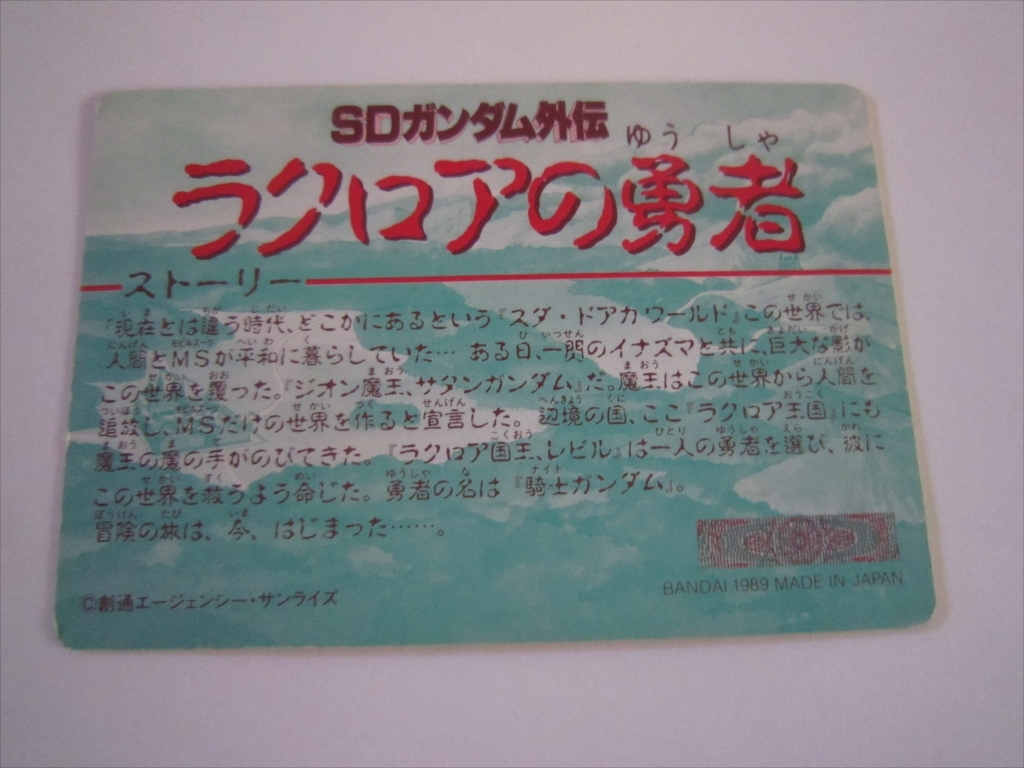 SDガンダム外伝
ラクロアの勇者
ゆう しゃ
ストーリー
「現在とは違う時代、どこかにあるという『スダ・ドアカワールド』この世界では、
人間とMSが平和に暮らしていた… ある日、一閃のイナズマと共に、巨大な影が
この世界を覆った。『ジオン魔王、サタンガンダム』だ。魔王はこの世界から人間を
追放し、MSだけの世界を作ると宣言した。辺境の国、ここ『ラクロア王国』にも
魔王の魔の手がのびてきた。『ラクロア国王、レビル』は一人の勇者を選び、彼に
この世界を救うよう命じた。勇者の名は『騎士ガンダム』。
冒険の旅は、今、はじまった……。
©創通エージェンシー・サンライズ
BANDAI 1989 MADE IN JAPAN